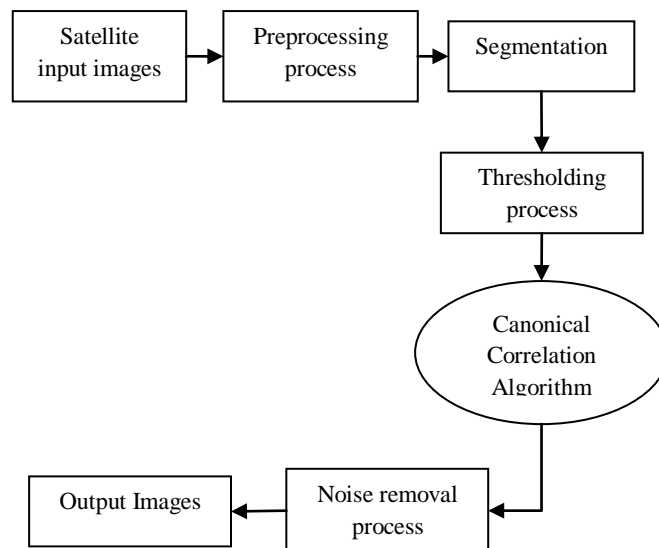 Satellite
input images
Preprocessing
process
Segmentation
Thresholding
process
Canonical
Correlation
Algorithm
Noise removal
process
Output Images